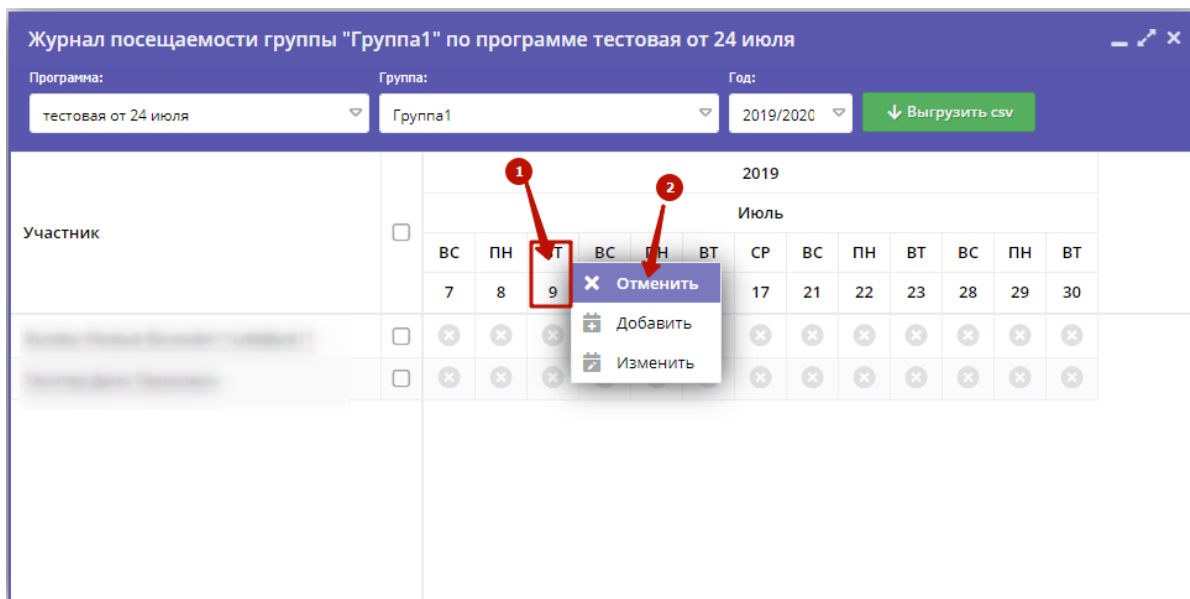 Журнал посещаемости группы "Группа1" по программе тестовая от 24 июля
Программа: Группа: Год:
тестовая от 24 июля Группа1 2019/2020 Выгрузить csv
1 2 2019
Июль
Участник
ВС ПН ВТ ВС ПН ВТ СР ВС ПН ВТ ВС ПН ВТ
7 8 9 17 21 22 23 28 29 30
Отменить
Добавить
Изменить